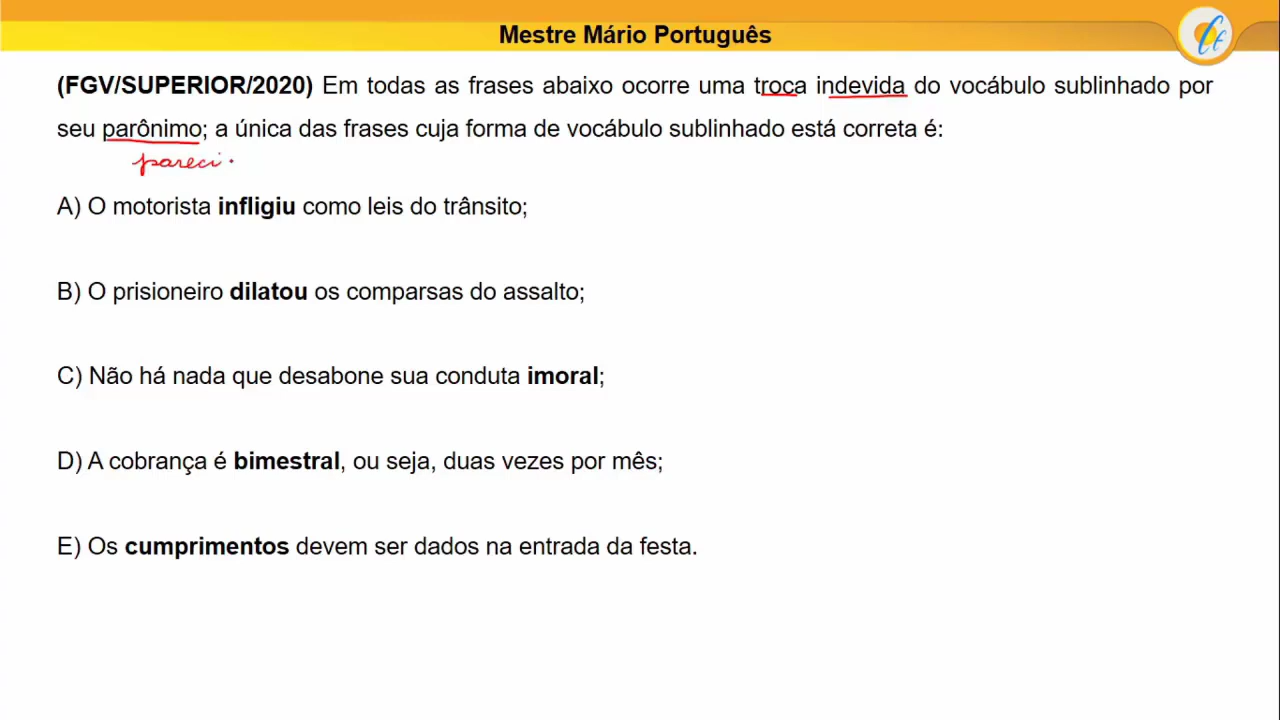 Mestre Mário Português
(FGV/SUPERIOR/2020) Em todas as frases abaixo ocorre uma troca indevida do vocábulo sublinhado por
seu parônimo; a única das frases cuja forma de vocábulo sublinhado está correta é:
pareci
A) O motorista infligiu como leis do trânsito;
B) O prisioneiro dilatou os comparsas do assalto;
C) Não há nada que desabone sua conduta imoral;
D) A cobrança é bimestral, ou seja, duas vezes por mês;
E) Os cumprimentos devem ser dados na entrada da festa.